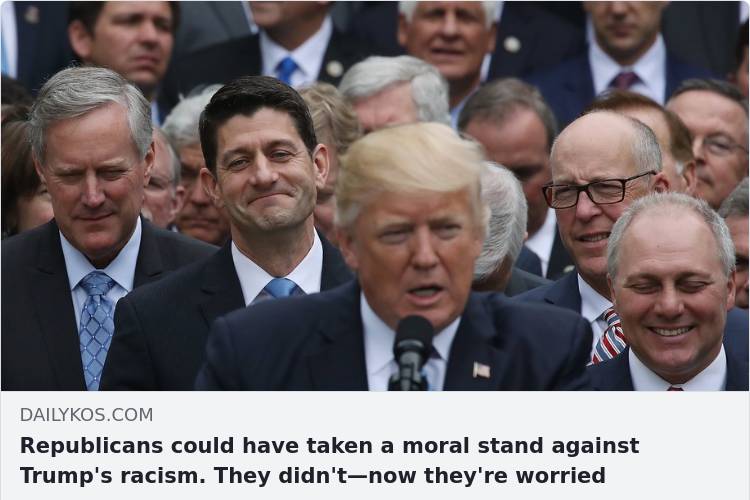 DAILYKOS.COM
Republicans could have taken a moral stand against
Trump's racism. They didn't—now they're worried